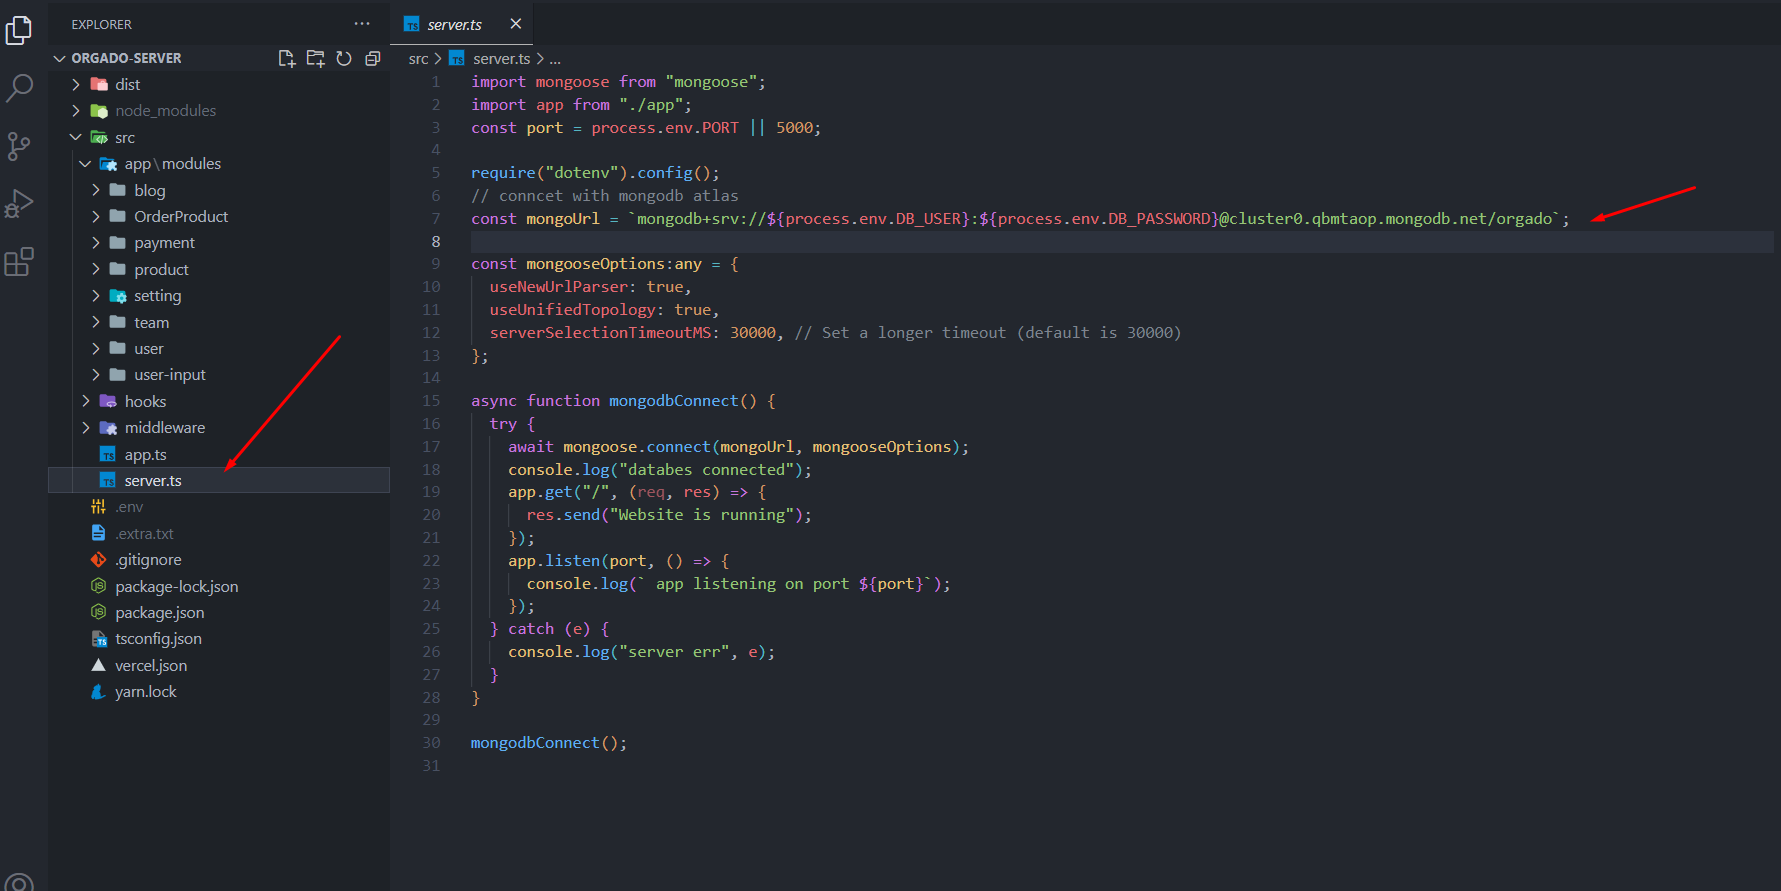 EXPLORER
ORGADO-SERVER
dist
node_modules
src
app\modules
blog
OrderProduct
payment
product
setting
team
user
user-input
hooks
middleware
TS app.ts
TS server.ts
.env
.extra.txt
.gitignore
package-lock.json
package.json
tsconfig.json
vercel.json
yarn.lock
TS server.ts
src > TS server.ts > ...
1 import mongoose from "mongoose";
2 import app from "./app";
3 const port = process.env.PORT || 5000;
4
5 require("dotenv").config();
6 // conncet with mongodb atlas
7 const mongoUrl = `mongodb+srv://${process.env.DB_USER}:${process.env.DB_PASSWORD}@cluster0.qbmtaop.mongodb.net/orgado`;
8
9 const mongooseOptions:any = {
10 useNewUrlParser: true,
11 useUnifiedTopology: true,
12 serverSelectionTimeoutMS: 30000, // Set a longer timeout (default is 30000)
13 };
14
15 async function mongodbConnect() {
16 try {
17 await mongoose.connect(mongoUrl, mongooseOptions);
18 console.log("databes connected");
19 app.get("/", (req, res) => {
20 res.send("Website is running");
21 });
22 app.listen(port, () => {
23 console.log(` app listening on port ${port}`);
24 });
25 } catch (e) {
26 console.log("server err", e);
27 }
28 }
29
30 mongodbConnect();
31